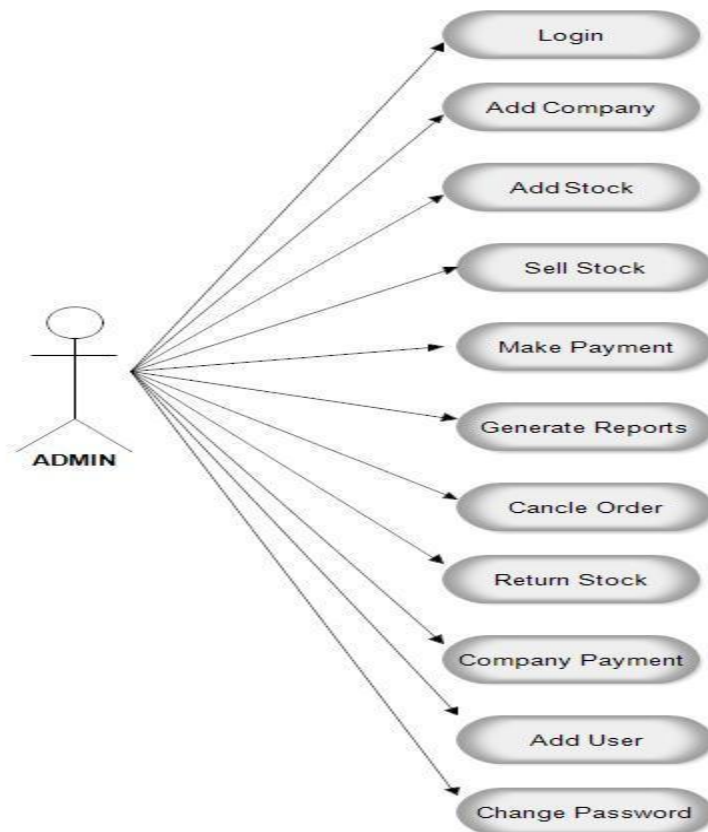 Login
Add Company
Add Stock
Sell Stock
Make Payment
Generate Reports
ADMIN
Cancle Order
Return Stock
Company Payment
Add User
Change Password